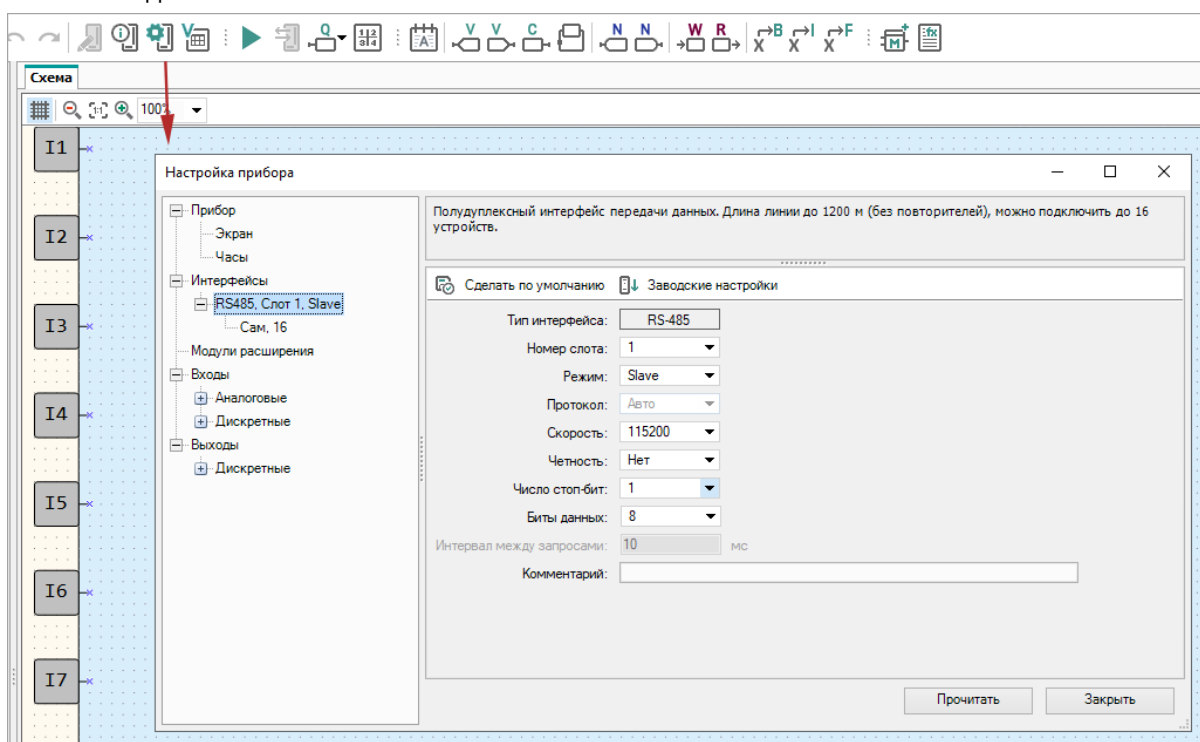 Q
V V C N N W R B I F
X X X
M fx
Схема
1:1 100%
I1
I2
I3
I4
I5
I6
I7
Настройка прибора
Прибор
Экран
Часы
Интерфейсы
RS485, Слот 1, Slave
Сам, 16
Модули расширения
Входы
Аналоговые
Дискретные
Выходы
Дискретные
Полудуплексный интерфейс передачи данных. Длина линии до 1200 м (без повторителей), можно подключить до 16
устройств.
Сделать по умолчанию Заводские настройки
Тип интерфейса: RS-485
Номер слота: 1
Режим: Slave
Протокол: Авто
Скорость: 115200
Четность: Нет
Число стоп-бит: 1
Биты данных: 8
Интервал между запросами: 10 мс
Комментарий:
Прочитать Закрыть